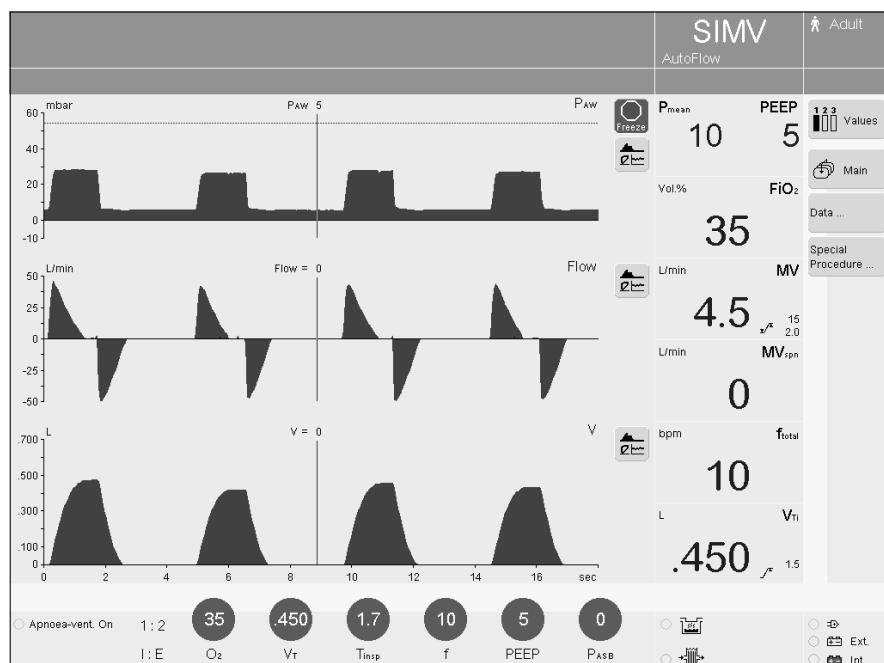 SIMV
AutoFlow
Adult
mbar
PAW 5
PAW
60
40
20
0
-10
Freeze
L/min
Flow = 0
Flow
50
25
0
-25
-50
L
V = 0
V
.700
.500
.300
.100
0
0 2 4 6 8 10 12 14 16 sec
Pmean PEEP
10 5
Vol.% FiO2
35
L/min MV
4.5
15
2.0
L/min MVspn
0
bpm ftotal
10
L VTi
.450
1.5
1 2 3
Values
Main
Data ...
Special
Procedure ...
Apnoea-vent. On
1:2 35 .450 1.7 10 5 0
I:E O2 VT Tinsp f PEEP PASB
Ext.
Int.